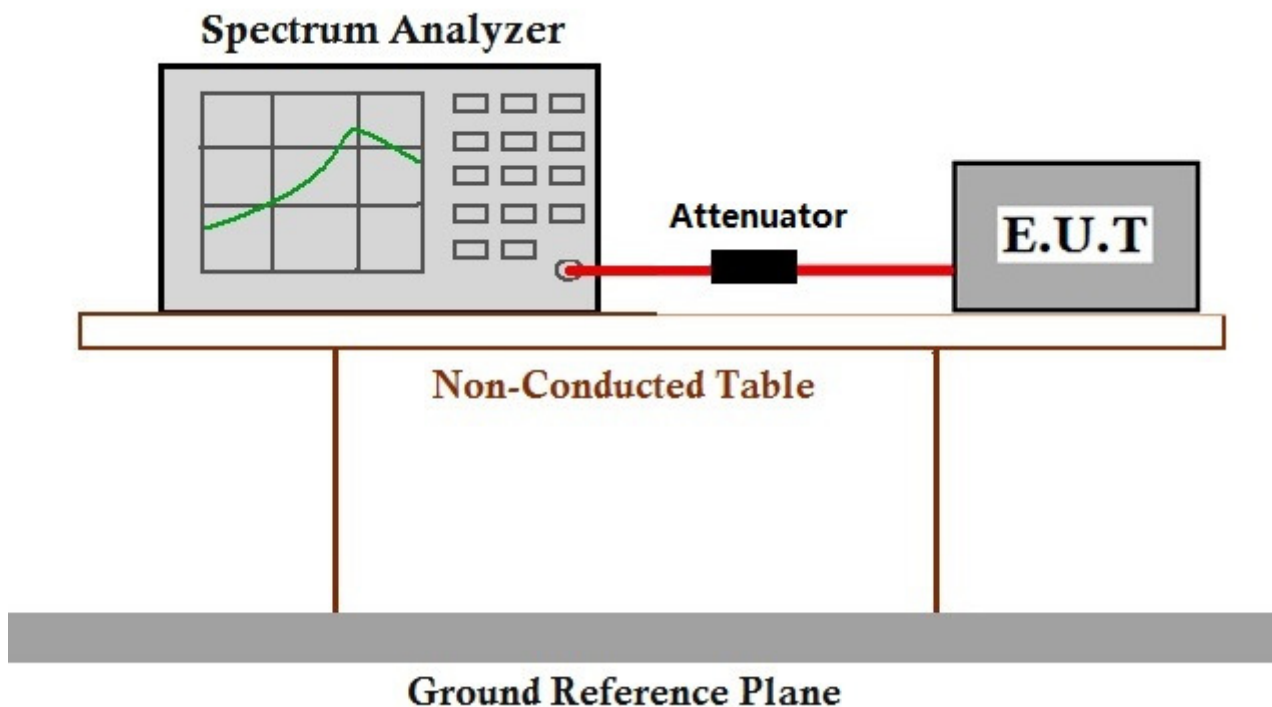 Spectrum Analyzer
Attenuator
E.U.T
Non-Conducted Table
Ground Reference Plane